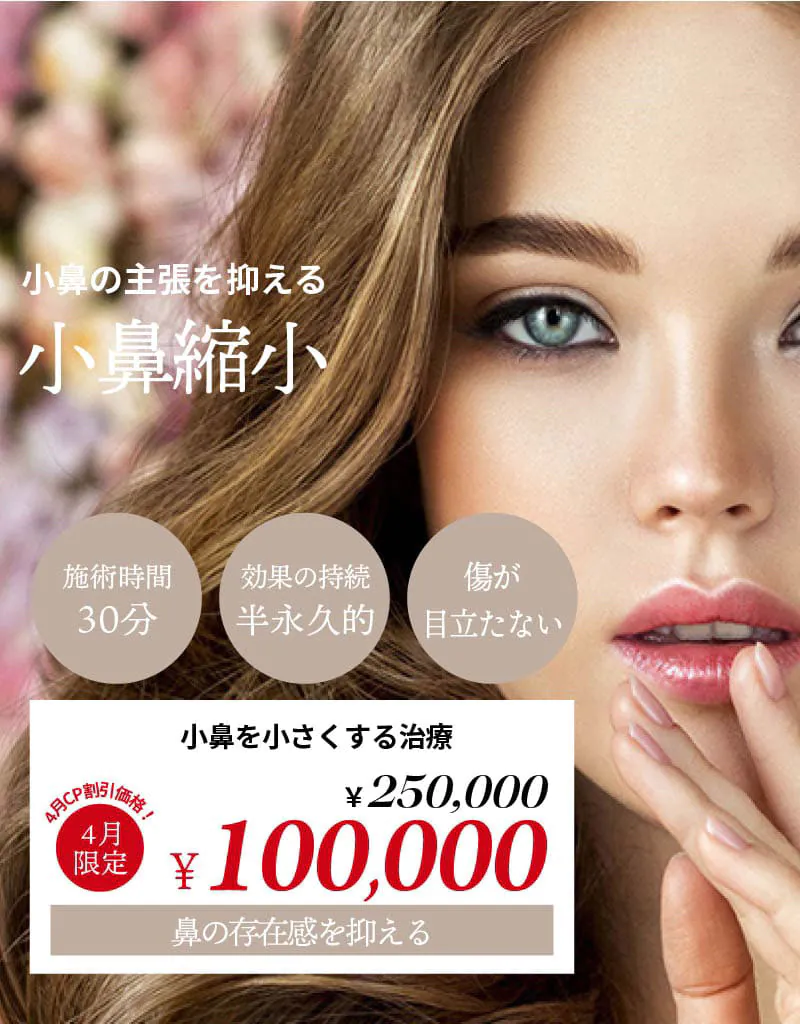 小鼻の主張を抑える
小鼻縮小
施術時間
30分
効果の持続
半永久的
傷が
目立たない
小鼻を小さくする治療
¥250,000
4月CP割引価格！
4月
限定
¥100,000
鼻の存在感を抑える